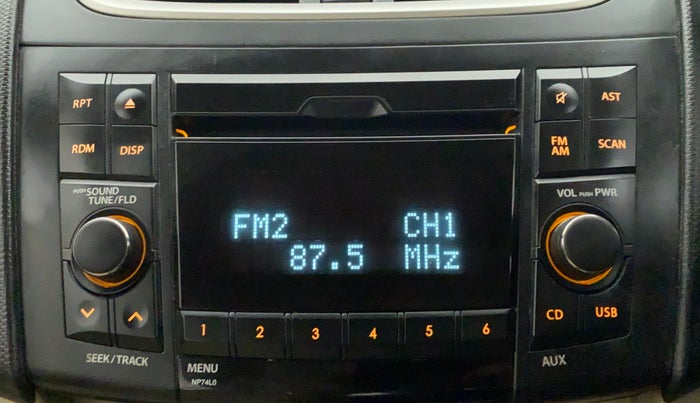 RPT
AST
RDM DISP
FM AM
SCAN
PUSH SOUND
TUNE/FLD
VOL PUSH PWR
FM2 CH1
87.5 MHz
CD USB
1 2 3 4 5 6
SEEK/TRACK
MENU
AUX
NP74L0